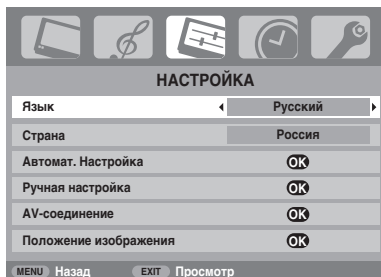 НАСТРОЙКА
Язык Русский
Страна Россия
Автомат. Настройка OK
Ручная настройка OK
AV-соединение OK
Положение изображения OK
MENU Назад EXIT Просмотр